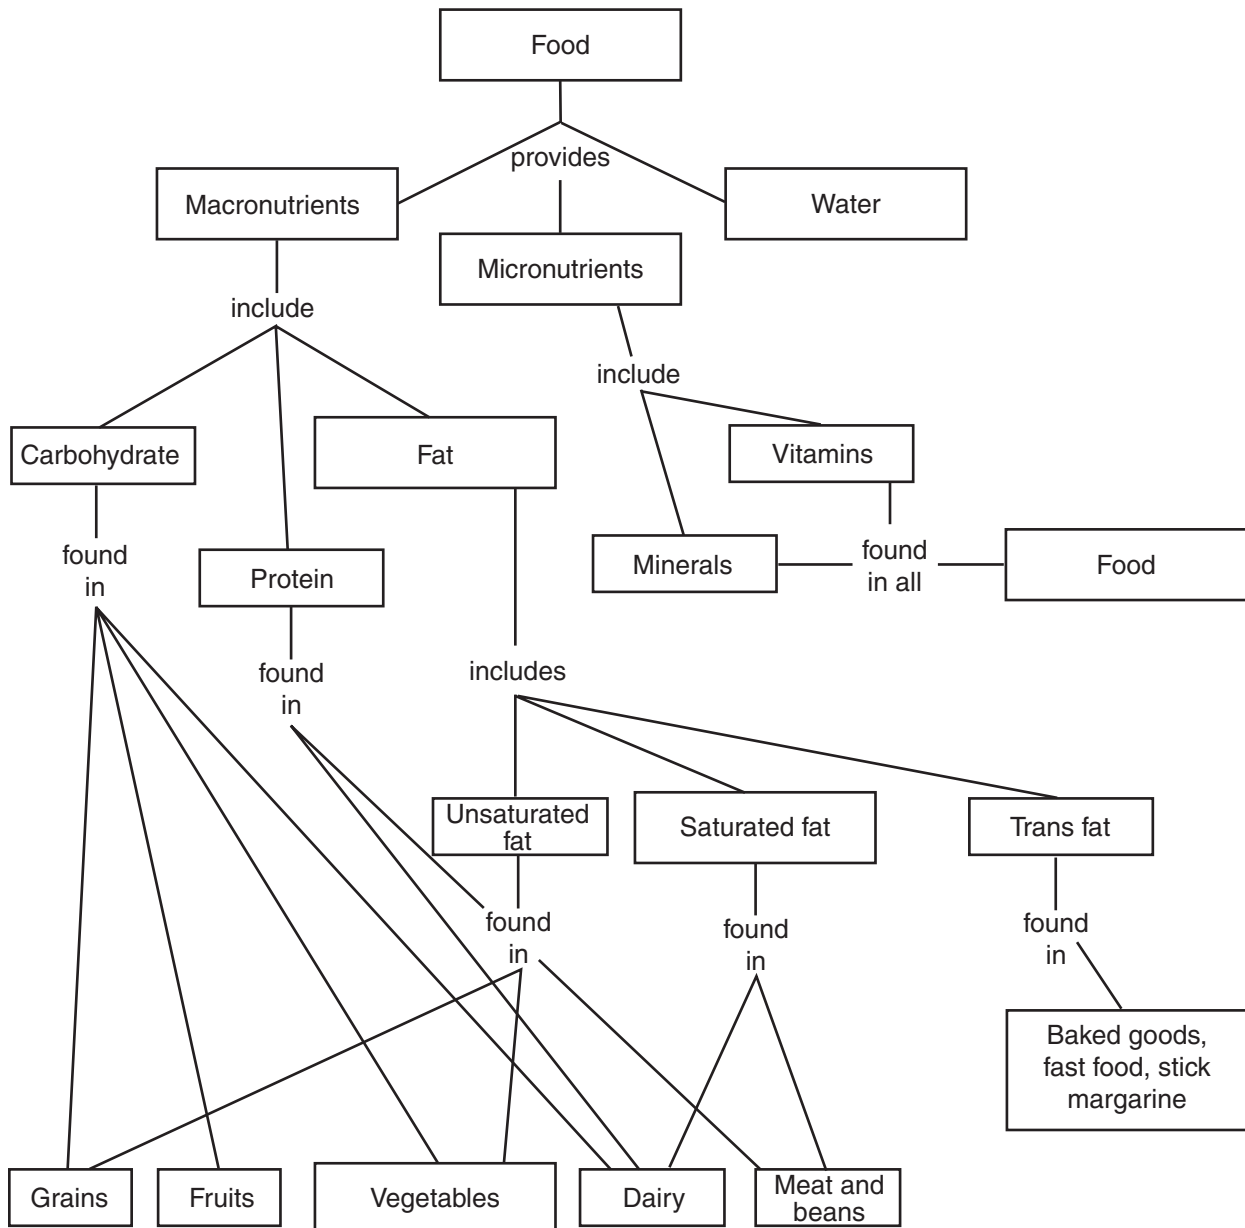 Food
provides
Macronutrients
Water
Micronutrients
include
include
Carbohydrate
Fat
Vitamins
found
in
Protein
Minerals
found
in all
Food
found
in
includes
Unsaturated
fat
Saturated fat
Trans fat
found
in
found
in
found
in
Baked goods,
fast food, stick
margarine
Grains
Fruits
Vegetables
Dairy
Meat and
beans